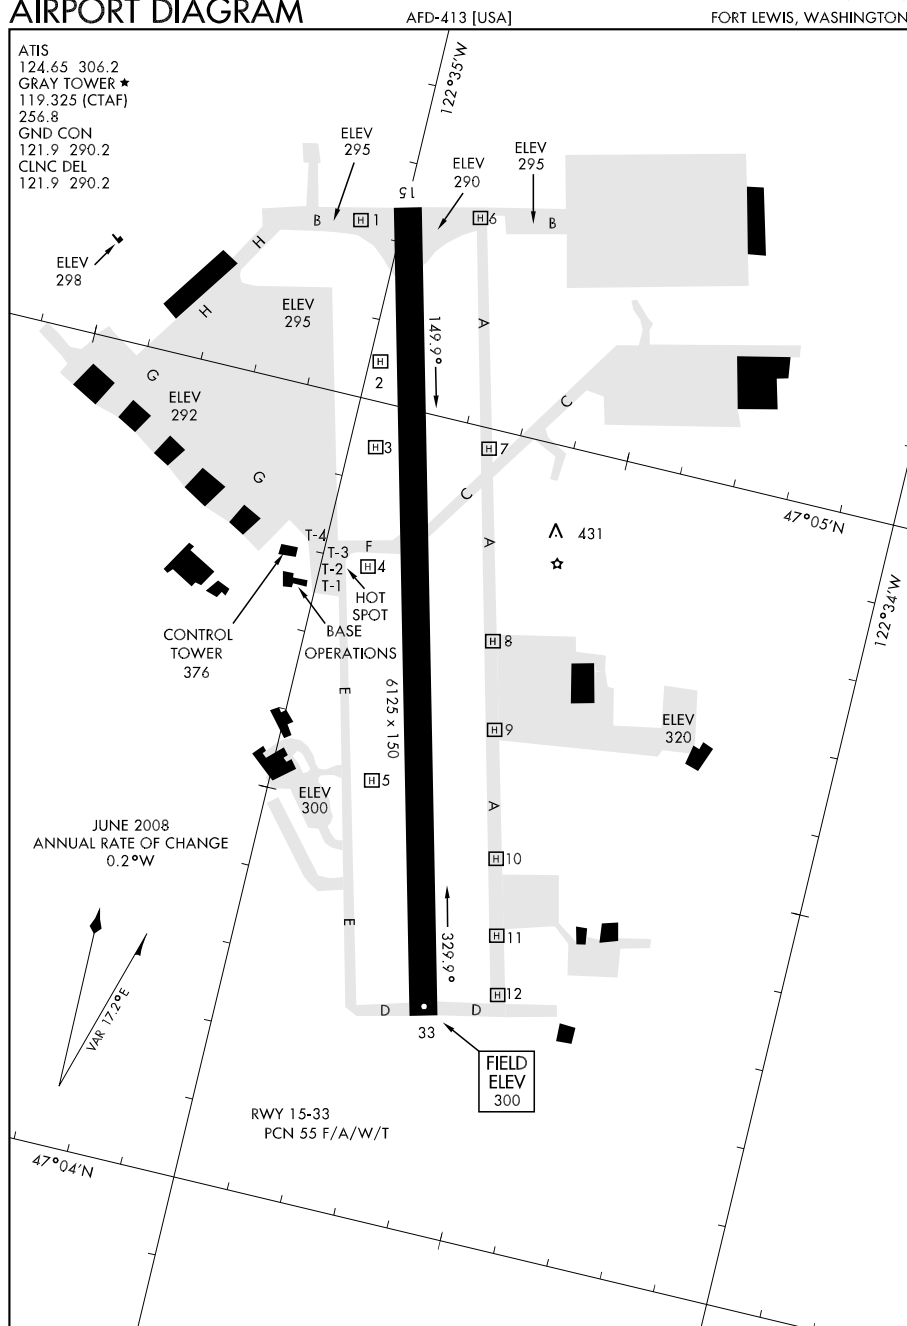 AIRPORT DIAGRAM
AFD-413 [USA]
FORT LEWIS, WASHINGTON
ATIS
124.65 306.2
GRAY TOWER ★
119.325 (CTAF)
256.8
GND CON
121.9 290.2
CLNC DEL
121.9 290.2
122°35'W
ELEV
295
ELEV
290
ELEV
295
15
B
H 1
H 6
B
H
ELEV
298
H
ELEV
295
149.9°
A
H
2
G
ELEV
292
C
H 3
H 7
G
C
47°05'N
T-4
F
T-3
T-2
T-1
H 4
A
431
HOT
SPOT
122°34'W
CONTROL
TOWER
376
BASE
OPERATIONS
H 8
E
6125 x 150
H 9
ELEV
320
H 5
ELEV
300
A
JUNE 2008
ANNUAL RATE OF CHANGE
0.2°W
H 10
E
329.9°
H 11
VAR 17.2°E
H 12
D
D
33
FIELD
ELEV
300
RWY 15-33
PCN 55 F/A/W/T
47°04'N